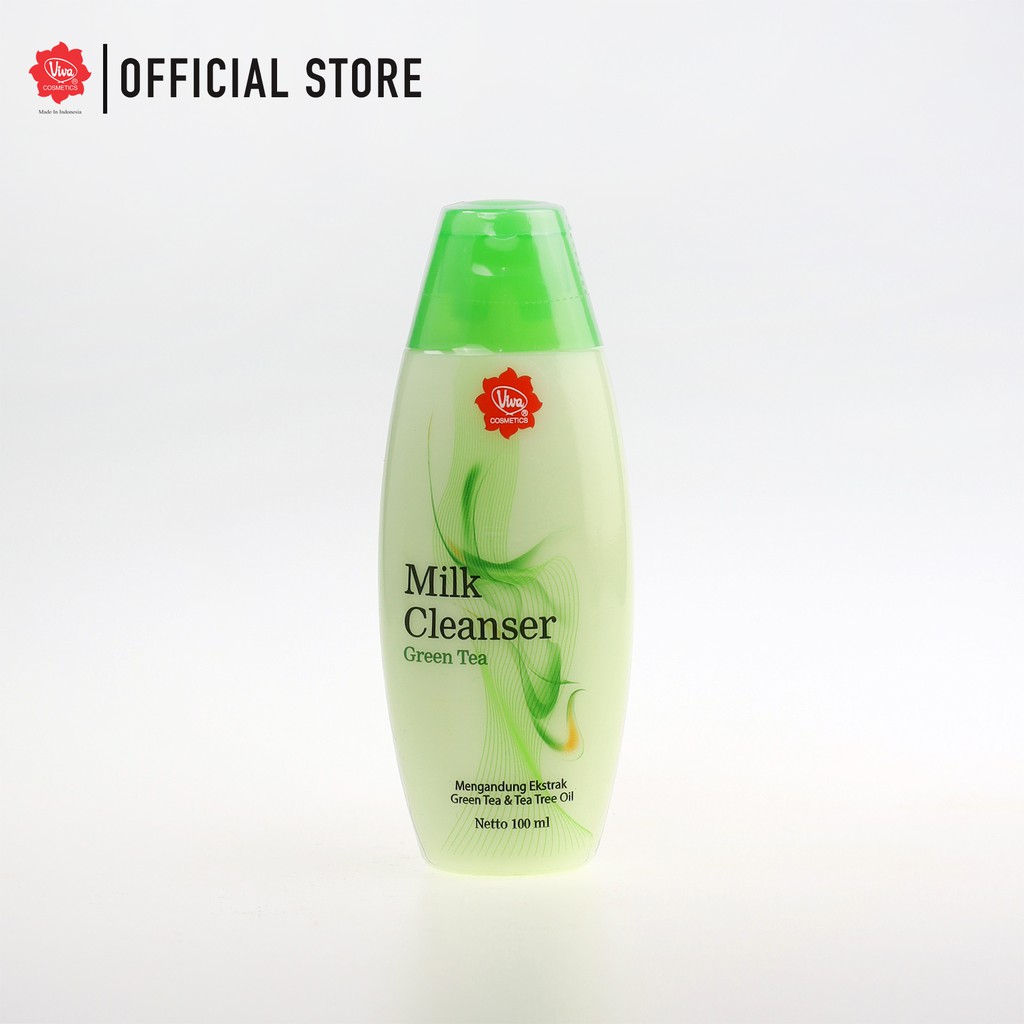 Viva
COSMETICS
Made In Indonesia
OFFICIAL STORE
Viva
COSMETICS
Milk
Cleanser
Green Tea
Mengandung Ekstrak
Green Tea & Tea Tree Oil
Netto 100 ml